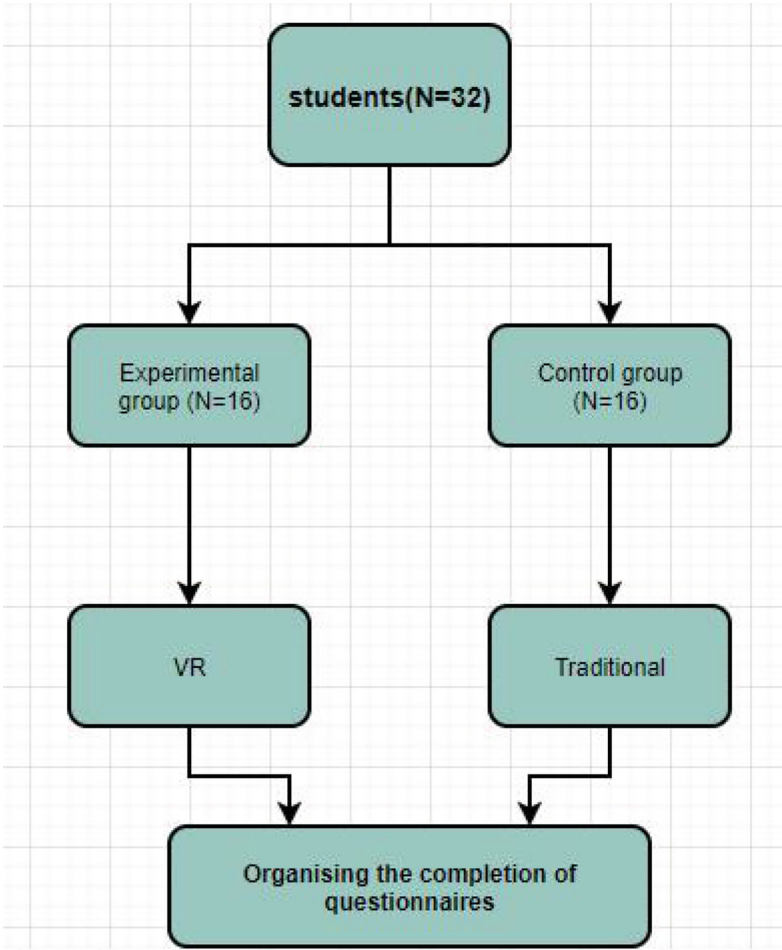 students(N=32)
Experimental
group (N=16)
Control group
(N=16)
VR
Traditional
Organising the completion of
questionnaires